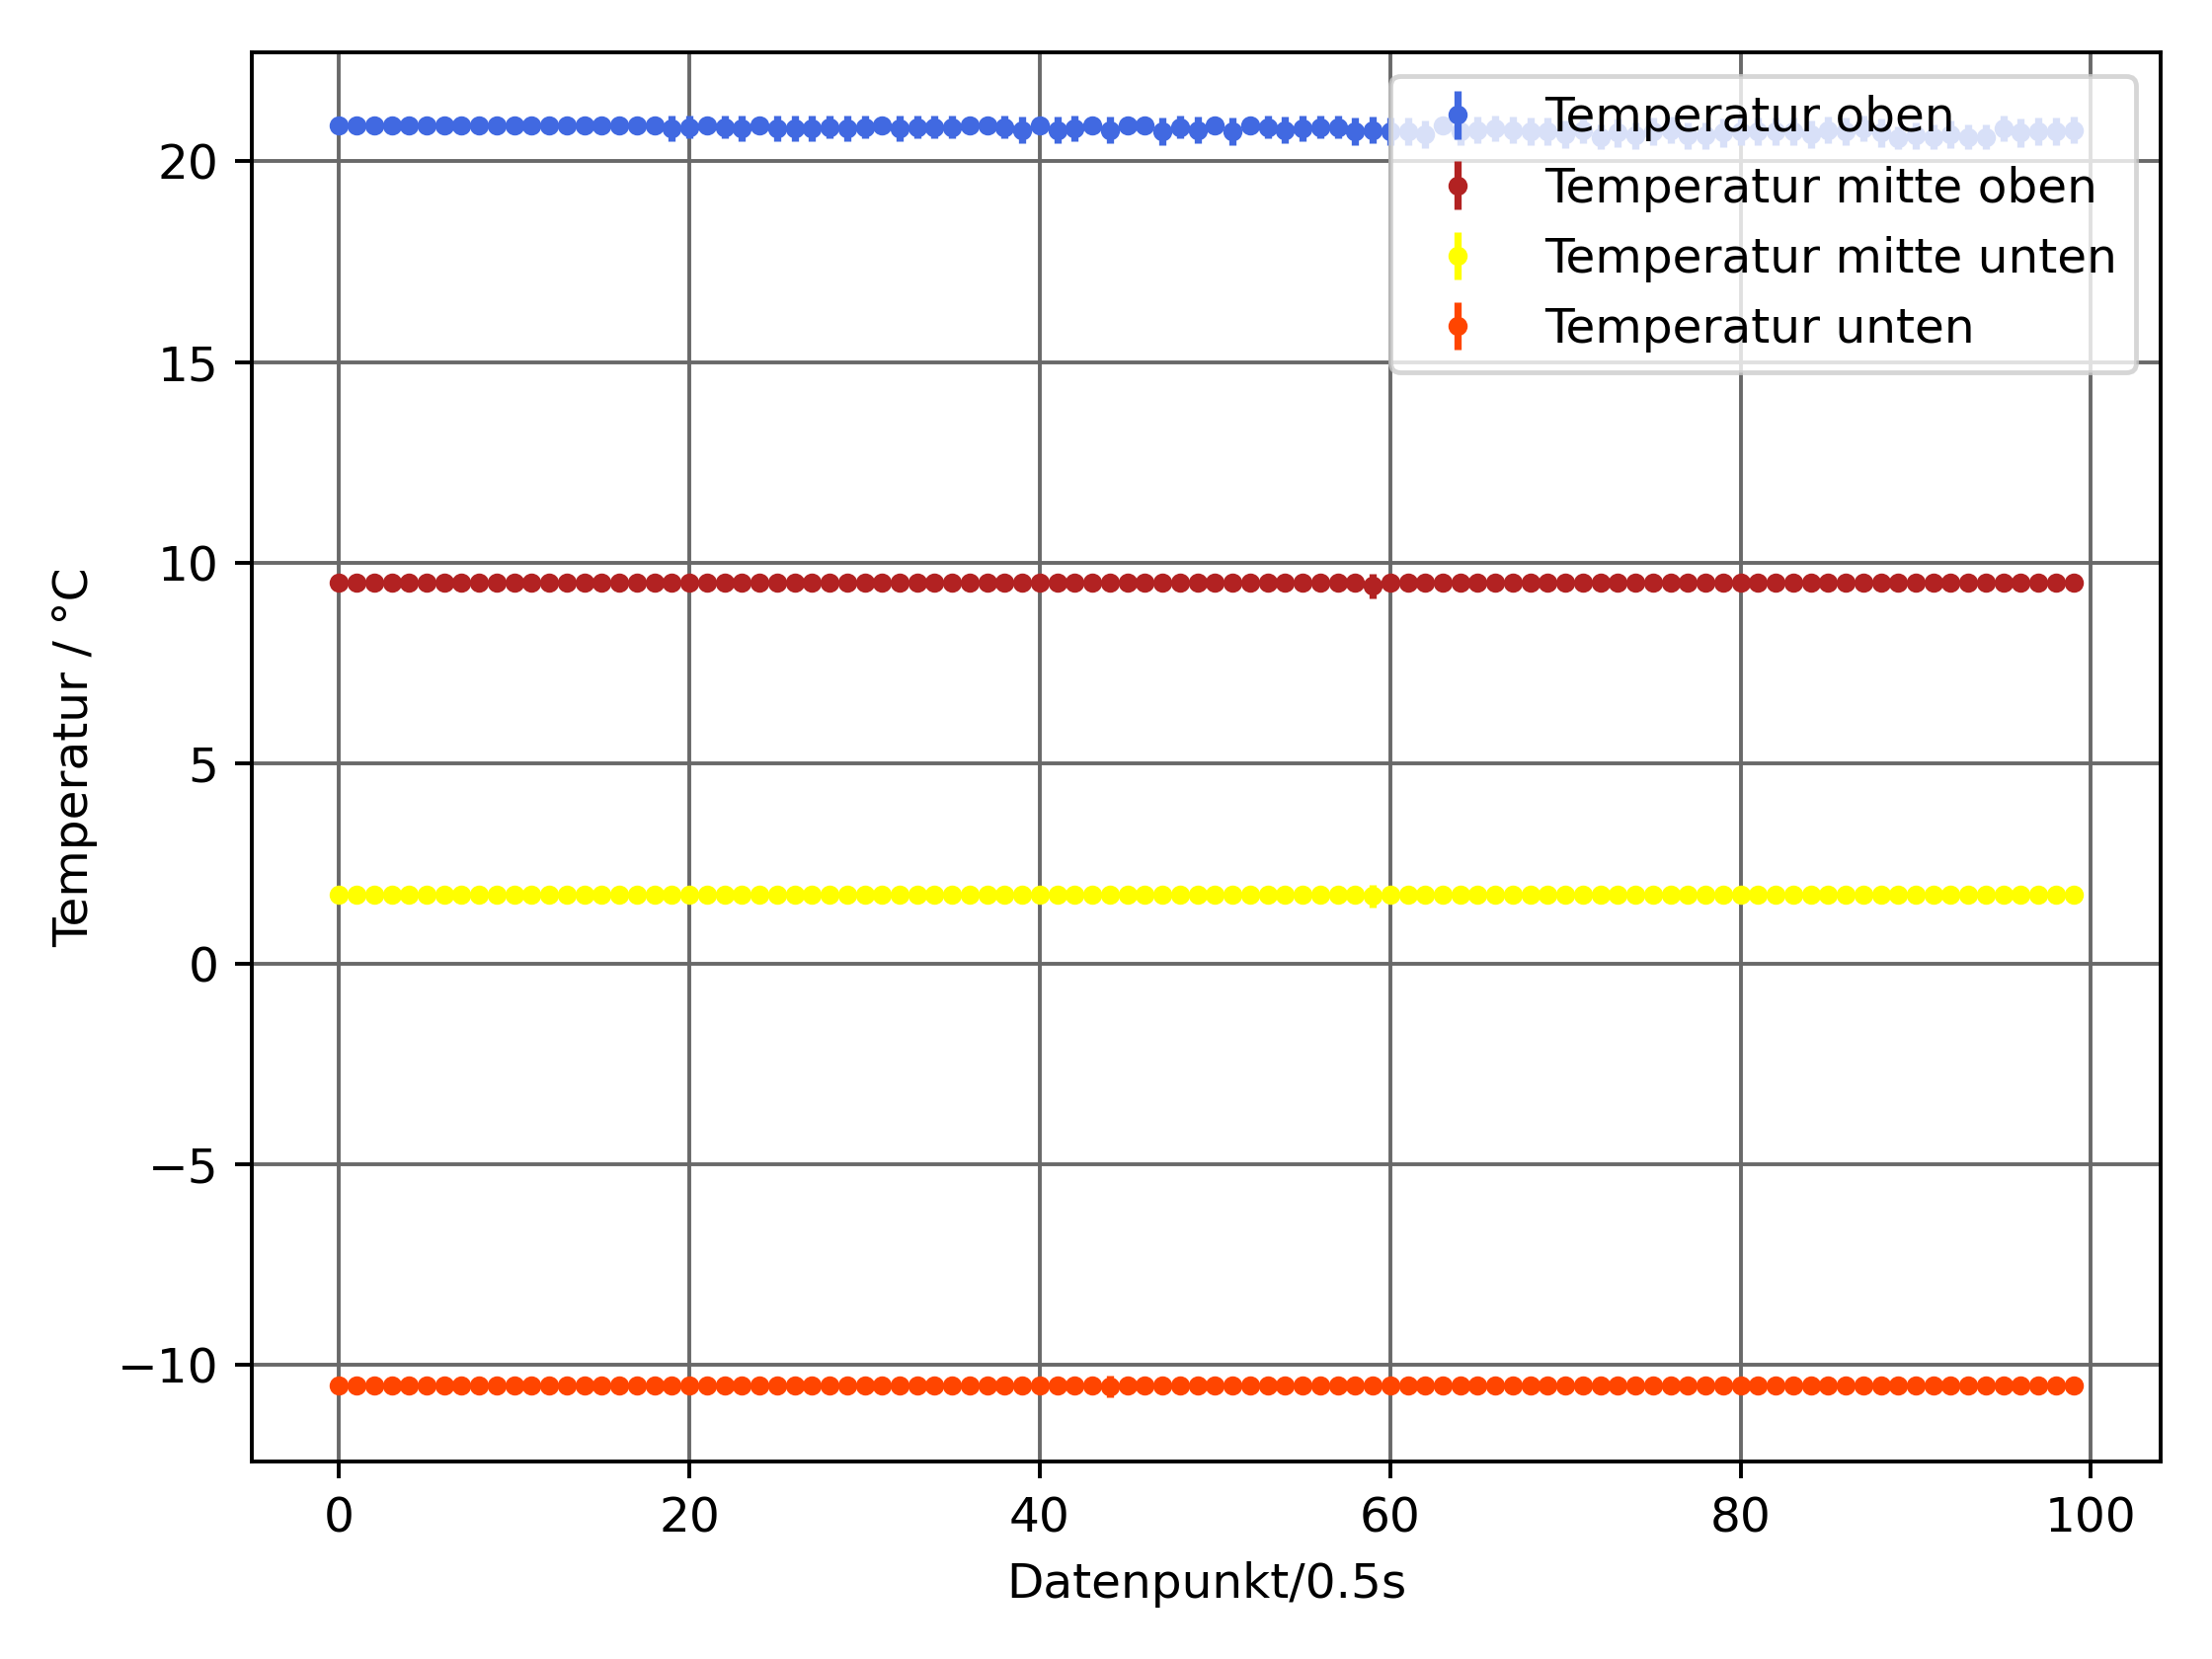 Temperatur oben
Temperatur mitte oben
Temperatur mitte unten
Temperatur unten
20
15
10
5
0
−5
−10
Temperatur / °C
0 20 40 60 80 100
Datenpunkt/0.5s